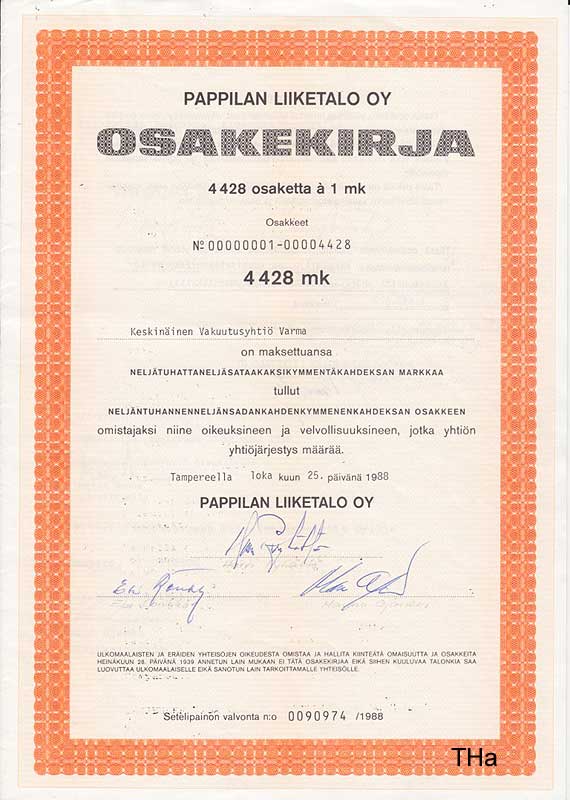 PAPPILAN LIIKETALO OY
OSAKEKIRJA
4 428 osaketta à 1 mk
Osakkeet
Nº 00000001-00004428
4 428 mk
Keskinäinen Vakuutusyhtiö Varma
on maksettuansa
NELJÄTUHATTANELJÄSATAAKAKSIKYMMENTÄKAHDEKSAN MARKKAA
tullut
NELJÄNTUHANNENNELJÄNSADANKAHDENKYMMENENKAHDEKSAN OSAKKEEN
omistajaksi niine oikeuksineen ja velvollisuuksineen, jotka yhtiön
yhtiöjärjestys määrää.
Tampereella loka kuun 25. päivänä 1988
PAPPILAN LIIKETALO OY
ULKOMAALAISTEN JA ERÄIDEN YHTEISÖJEN OIKEUDESTA OMISTAA JA HALLITA KIINTEÄTÄ OMAISUUTTA JA OSAKKEITA
HEINÄKUUN 28. PÄIVÄNÄ 1939 ANNETUN LAIN MUKAAN EI TÄTÄ OSAKEKIRJAA EIKÄ SIIHEN KUULUVAA TALONKIA SAA
LUOVUTTAA ULKOMAALAISELLE EIKÄ SANOTUN LAIN TARKOITTAMALLE YHTEISÖLLE.
Setelipainon valvonta n:o 0090974 /1988
THa